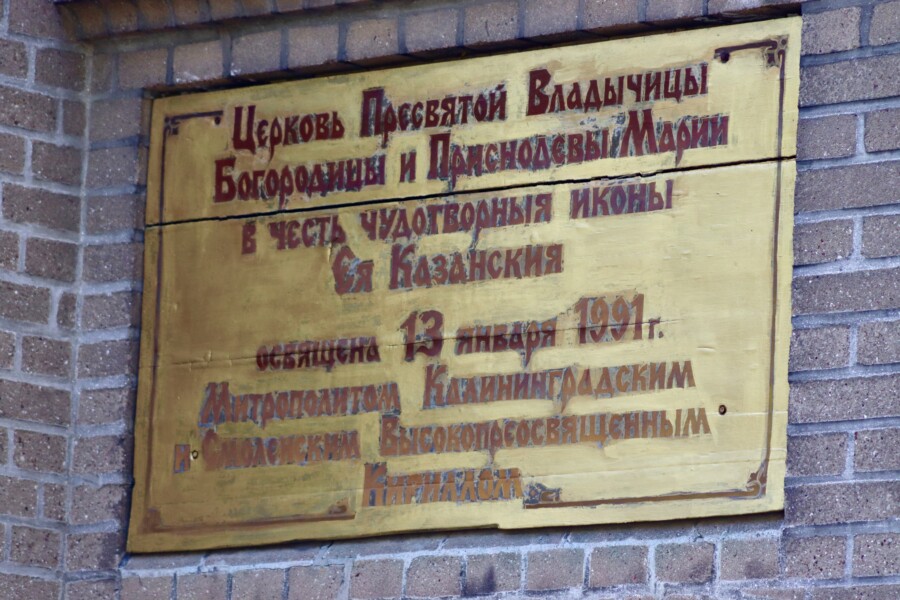 Церковь Пресвятой Владычицы
Богородицы и Приснодевы Марии
в честь чудотворныя иконы
Ея Казанския
освящена 13 января 1991 г.
Митрополитом Калининградским
и Смоленским Высокопреосвященным
Кириллом